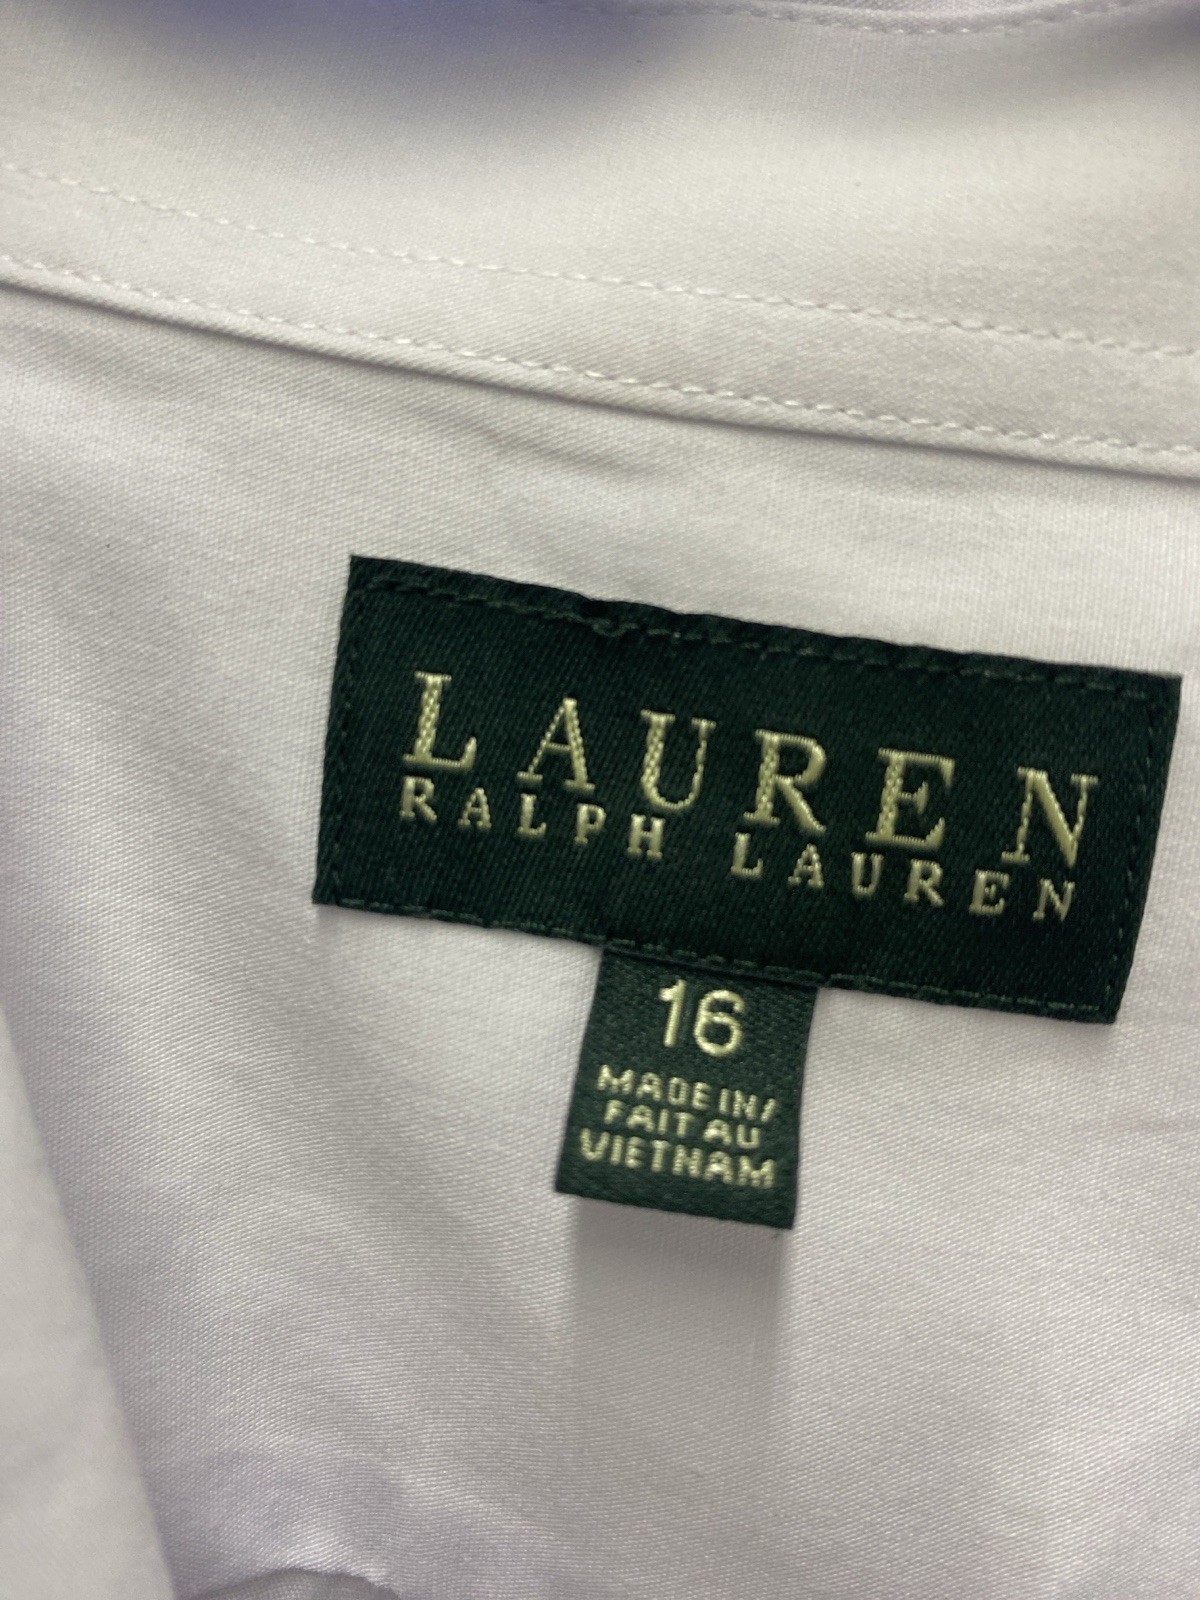 LAUREN
RALPH LAUREN
16
MADE IN/
FAIT AU
VIETNAM